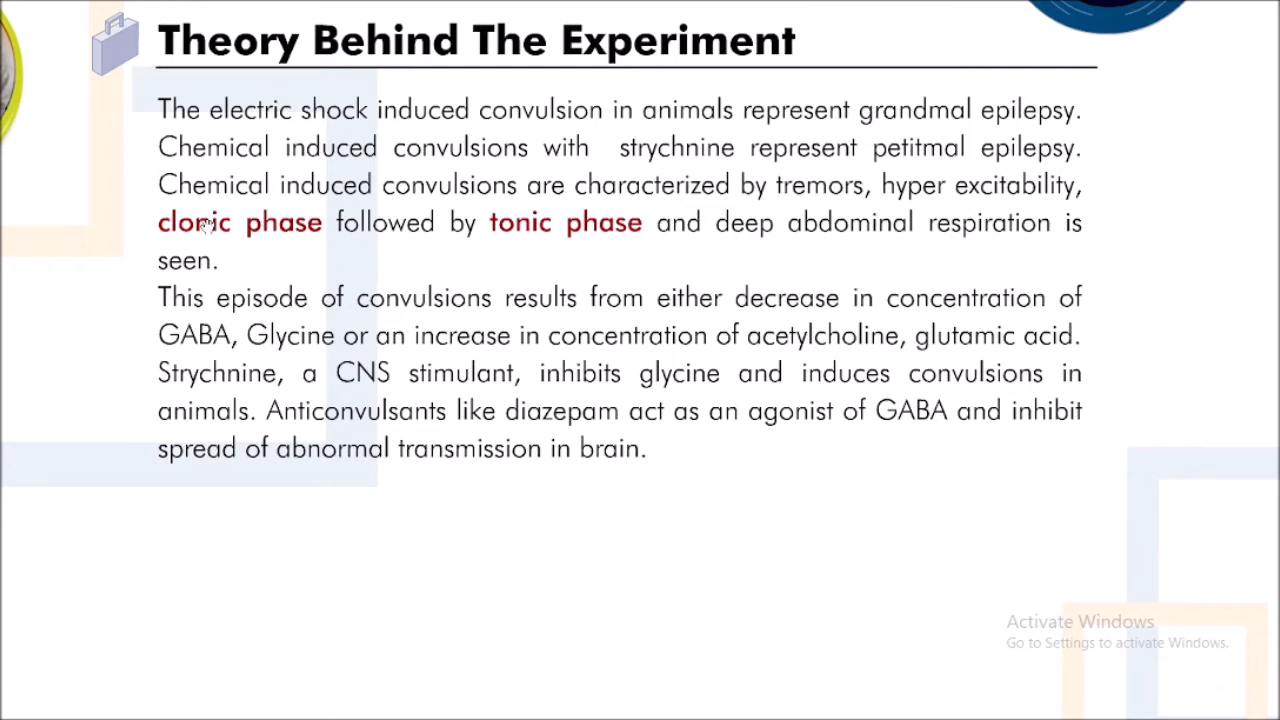 Theory Behind The Experiment
The electric shock induced convulsion in animals represent grandmal epilepsy.
Chemical induced convulsions with strychnine represent petitmal epilepsy.
Chemical induced convulsions are characterized by tremors, hyper excitability,
clonic phase followed by tonic phase and deep abdominal respiration is
seen.
This episode of convulsions results from either decrease in concentration of
GABA, Glycine or an increase in concentration of acetylcholine, glutamic acid.
Strychnine, a CNS stimulant, inhibits glycine and induces convulsions in
animals. Anticonvulsants like diazepam act as an agonist of GABA and inhibit
spread of abnormal transmission in brain.
Activate Windows
Go to Settings to activate Windows.